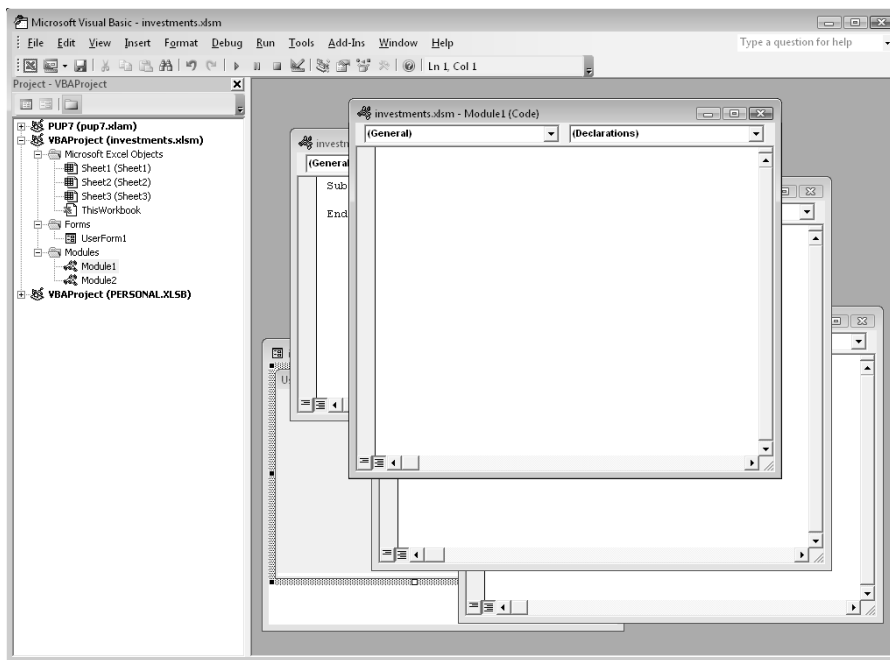 Microsoft Visual Basic - investments.xlsm
File Edit View Insert Format Debug Run Tools Add-Ins Window Help
Type a question for help
Ln 1, Col 1
Project - VBAProject
PUP7 (pup7.xlam)
VBAProject (investments.xlsm)
Microsoft Excel Objects
Sheet1 (Sheet1)
Sheet2 (Sheet2)
Sheet3 (Sheet3)
ThisWorkbook
Forms
UserForm1
Modules
Module1
Module2
VBAProject (PERSONAL.XLSB)
investments.xlsm - Module1 (Code)
(General) (Declarations)
investm
(General
Sub
End